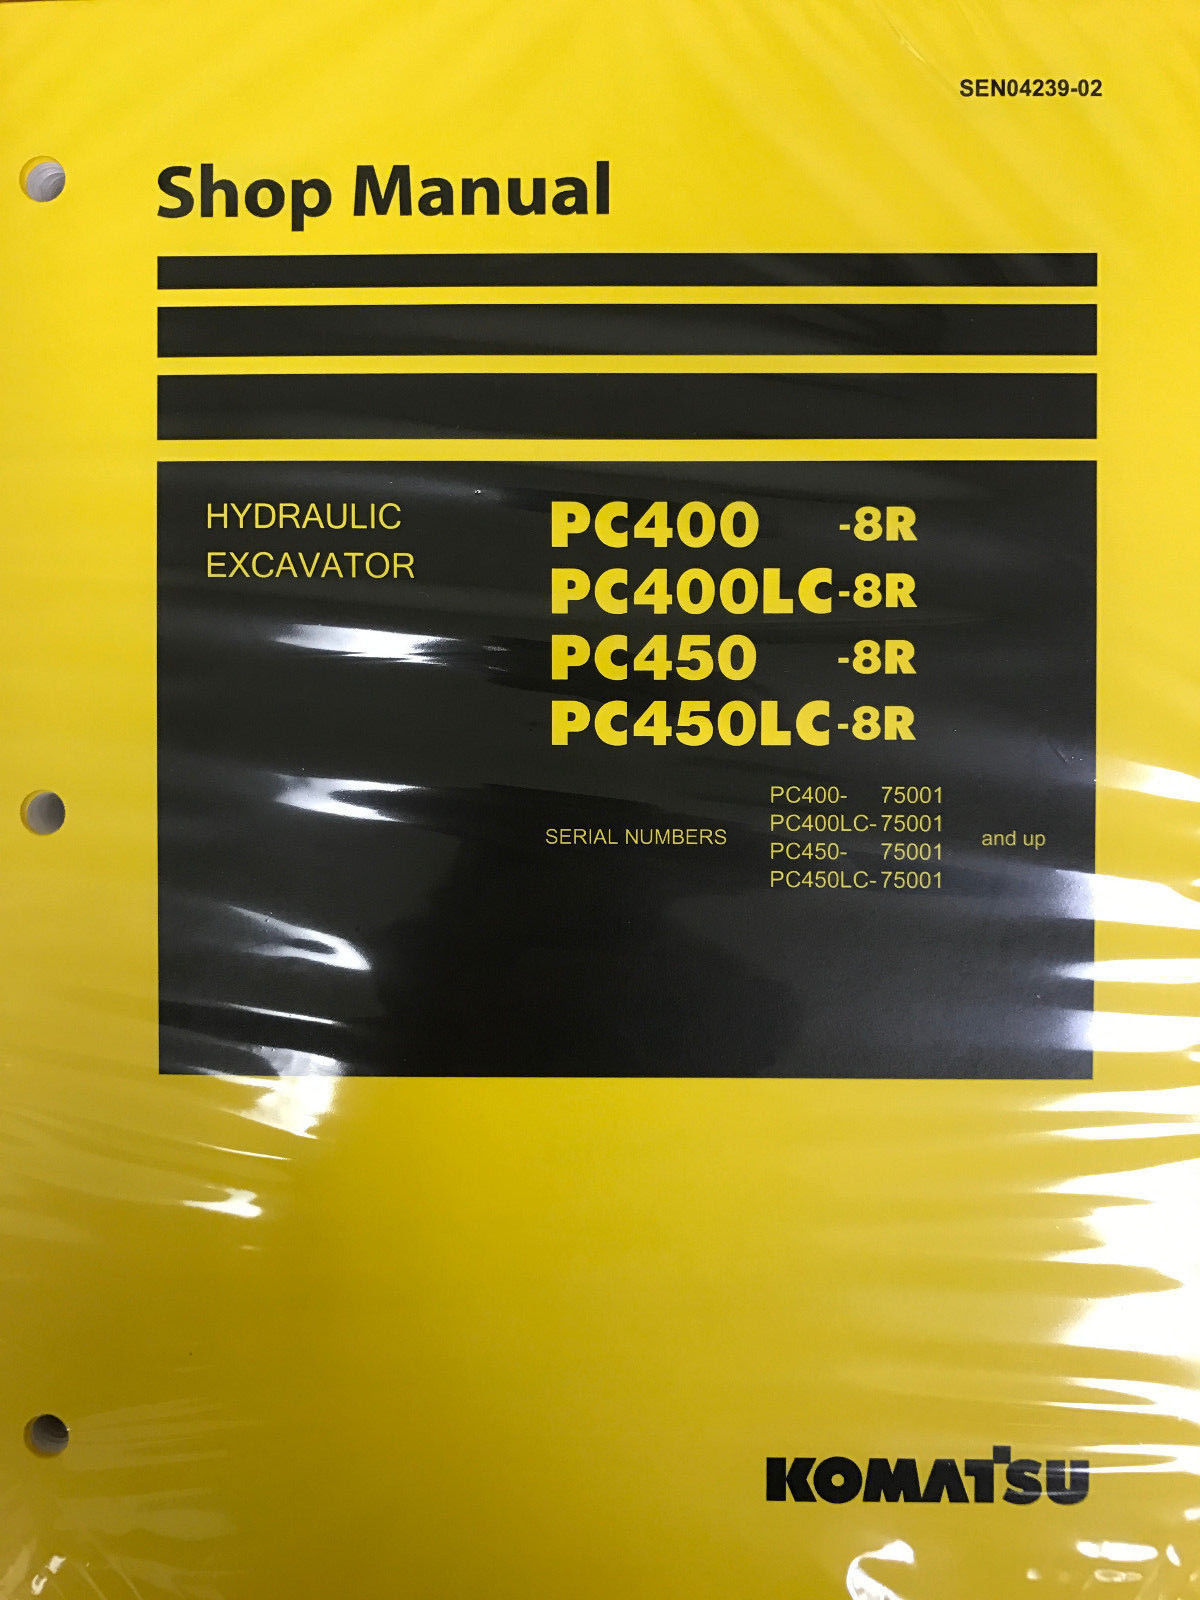 SEN04239-02
Shop Manual
HYDRAULIC
EXCAVATOR
PC400 -8R
PC400LC-8R
PC450 -8R
PC450LC-8R
SERIAL NUMBERS
PC400- 75001
PC400LC-75001
PC450- 75001
PC450LC-75001
and up
KOMATSU